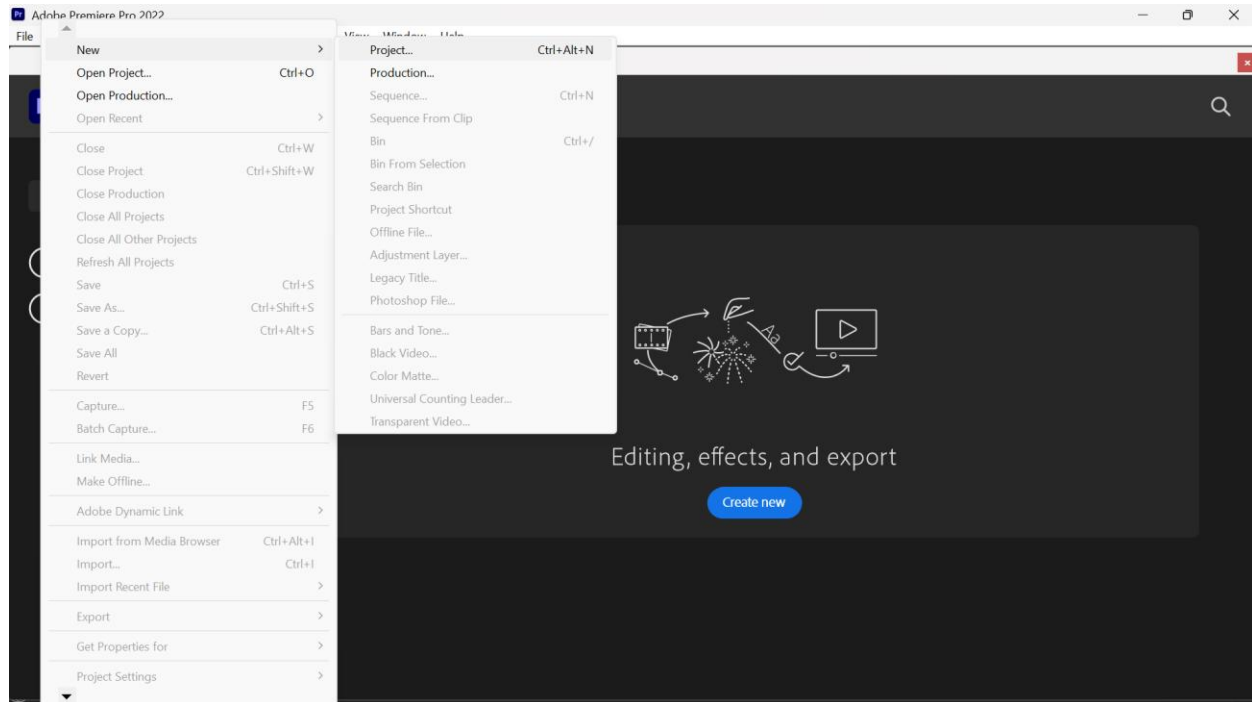 Pr Adobe Premiere Pro 2022
File View Window Help
New
Open Project... Ctrl+O
Open Production...
Open Recent
Close Ctrl+W
Close Project Ctrl+Shift+W
Close Production
Close All Projects
Close All Other Projects
Refresh All Projects
Save Ctrl+S
Save As... Ctrl+Shift+S
Save a Copy... Ctrl+Alt+S
Save All
Revert
Capture... F5
Batch Capture... F6
Link Media...
Make Offline...
Adobe Dynamic Link
Import from Media Browser Ctrl+Alt+I
Import... Ctrl+I
Import Recent File
Export
Get Properties for
Project Settings
Project... Ctrl+Alt+N
Production...
Sequence... Ctrl+N
Sequence From Clip
Bin Ctrl+/
Bin From Selection
Search Bin
Project Shortcut
Offline File...
Adjustment Layer...
Legacy Title...
Photoshop File...
Bars and Tone...
Black Video...
Color Matte...
Universal Counting Leader...
Transparent Video...
Aa
Editing, effects, and export
Create new